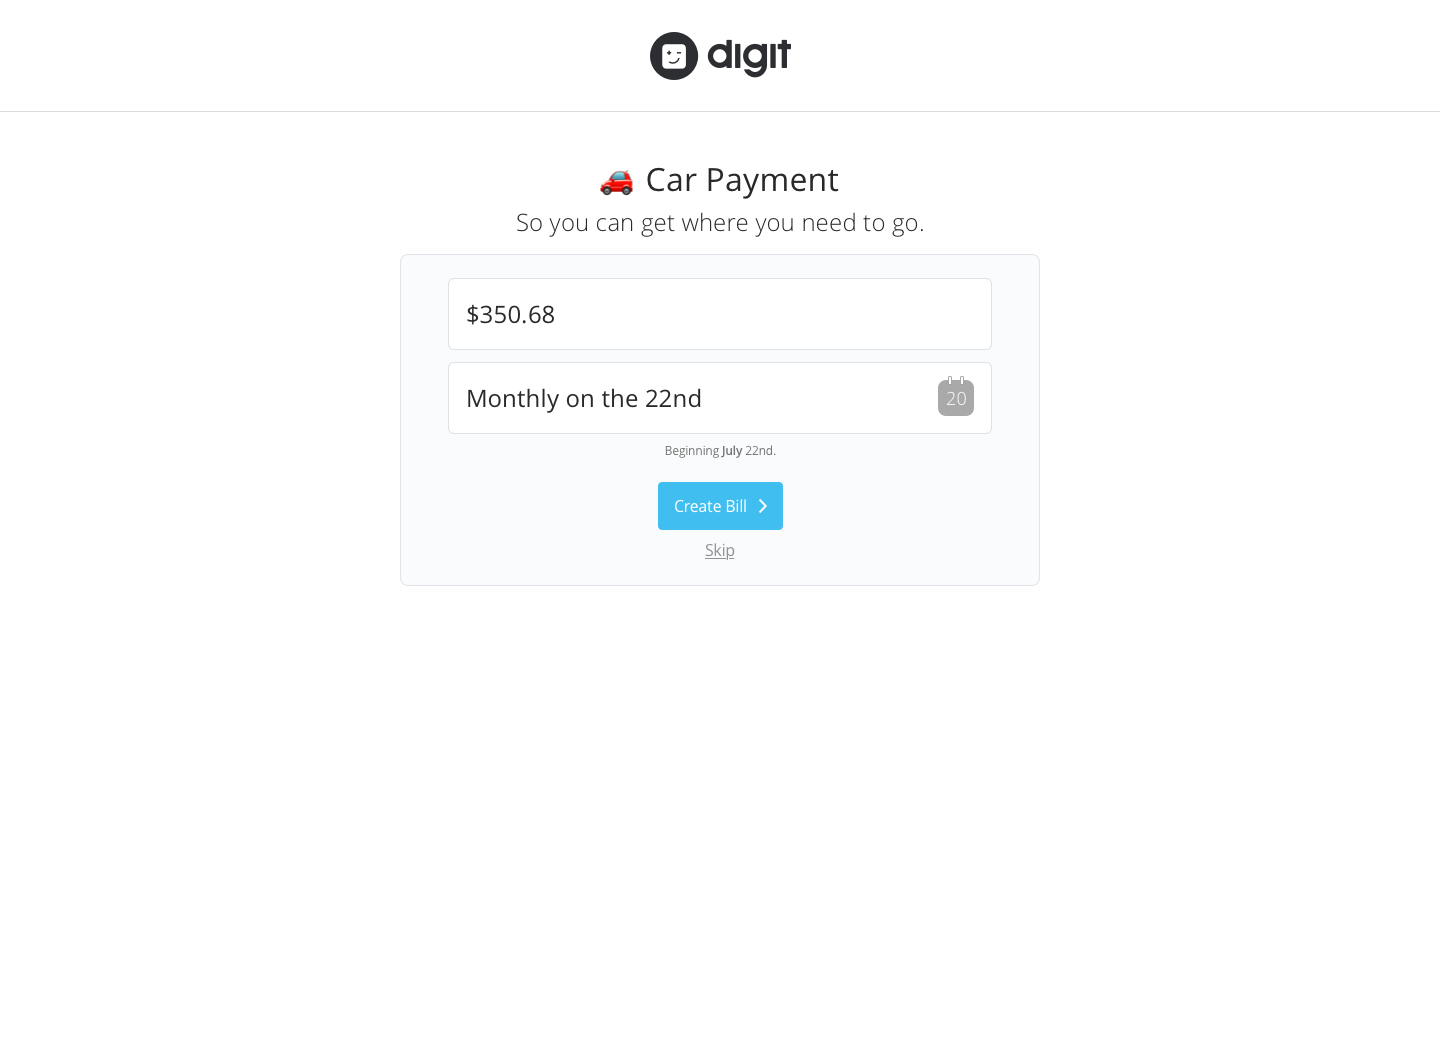 digit
Car Payment
So you can get where you need to go.
$350.68
Monthly on the 22nd
20
Beginning July 22nd.
Create Bill
Skip